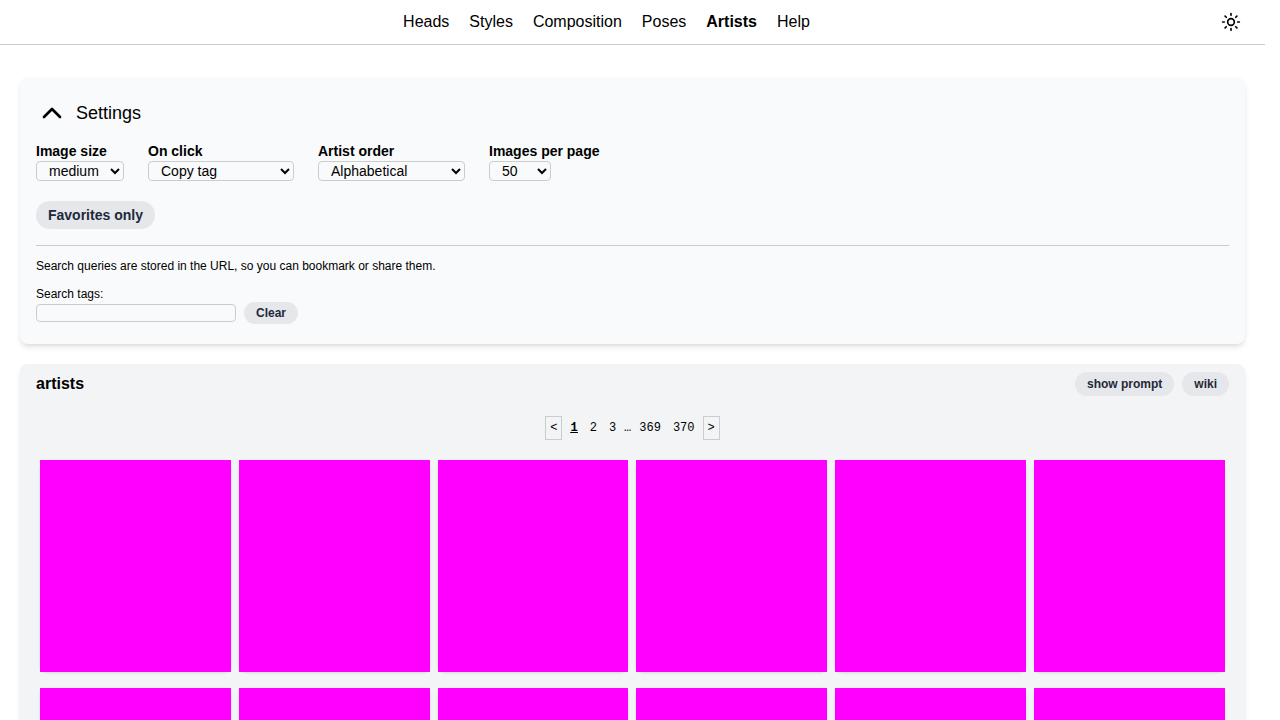 Heads Styles Composition Poses Artists Help
Settings
Image size On click Artist order Images per page
medium Copy tag Alphabetical 50
Favorites only
Search queries are stored in the URL, so you can bookmark or share them.
Search tags:
Clear
artists show prompt wiki
< 1 2 3 … 369 370 >